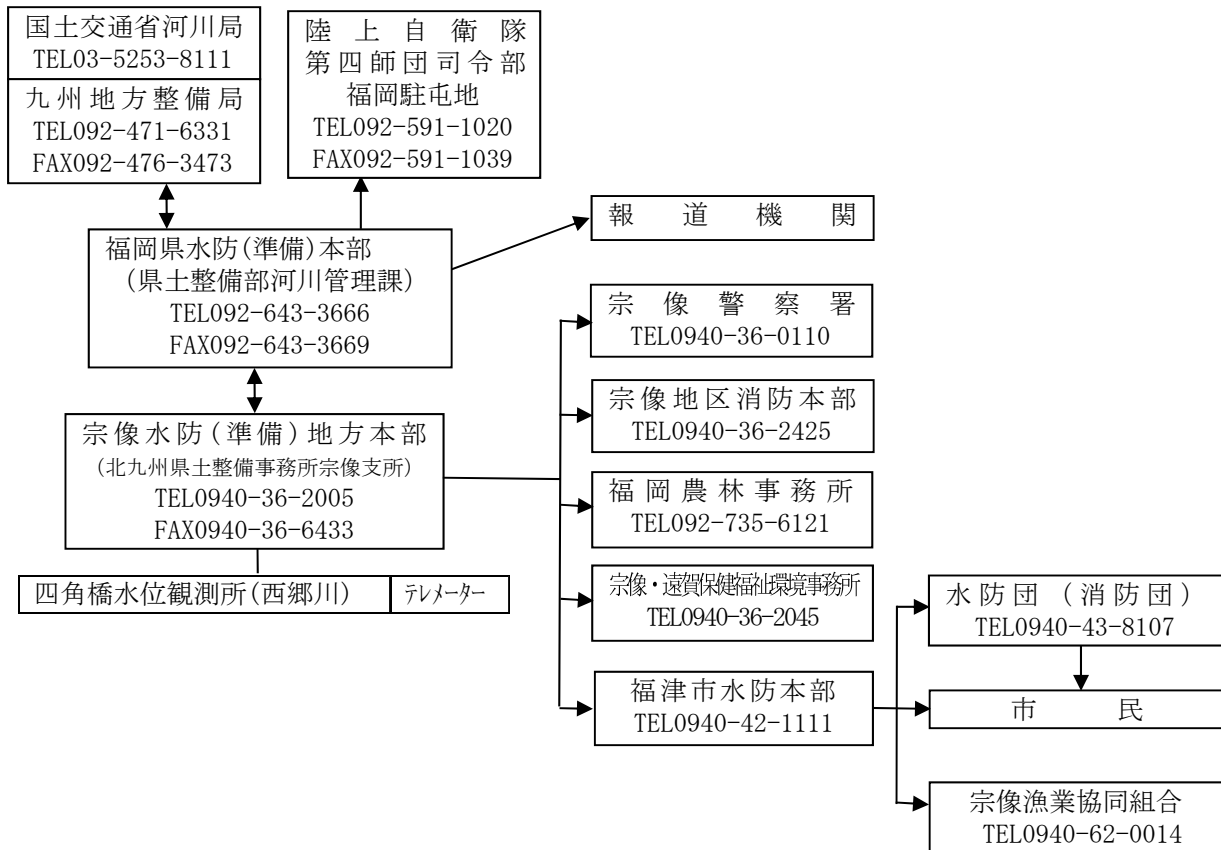 国土交通省河川局
TEL03-5253-8111
九州地方整備局
TEL092-471-6331
FAX092-476-3473
陸上自衛隊
第四師団司令部
福岡駐屯地
TEL092-591-1020
FAX092-591-1039
報道機関
福岡県水防(準備)本部
(県土整備部河川管理課)
TEL092-643-3666
FAX092-643-3669
宗像警察署
TEL0940-36-0110
宗像地区消防本部
TEL0940-36-2425
宗像水防(準備)地方本部
(北九州県土整備事務所宗像支所)
TEL0940-36-2005
FAX0940-36-6433
福岡農林事務所
TEL092-735-6121
四角橋水位観測所(西郷川) テレメーター
宗像・遠賀保健福祉環境事務所
TEL0940-36-2045
水防団(消防団)
TEL0940-43-8107
福津市水防本部
TEL0940-42-1111
市民
宗像漁業協同組合
TEL0940-62-0014